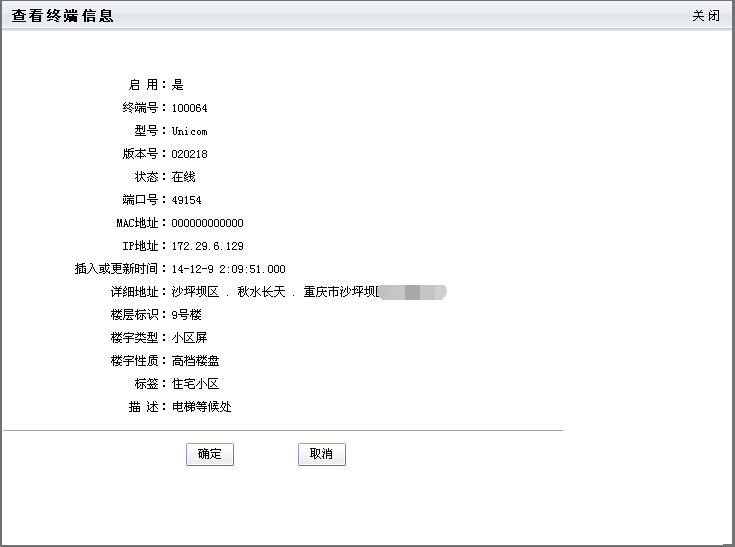 查看终端信息 关闭
启 用：是
终端号：100064
型号：Unicom
版本号：020218
状态：在线
端口号：49154
MAC地址：000000000000
IP地址：172.29.6.129
插入或更新时间：14-12-9 2:09:51.000
详细地址：沙坪坝区 . 秋水长天 . 重庆市沙坪坝
楼层标识：9号楼
楼宇类型：小区屏
楼宇性质：高档楼盘
标签：住宅小区
描 述：电梯等候处
确定 取消